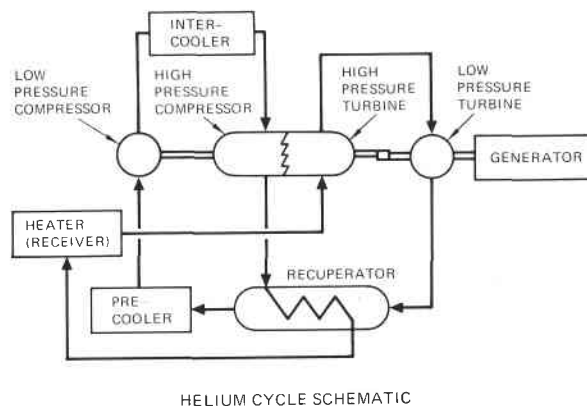 INTER-
COOLER
LOW
PRESSURE
COMPRESSOR
HIGH
PRESSURE
COMPRESSOR
HIGH
PRESSURE
TURBINE
LOW
PRESSURE
TURBINE
GENERATOR
HEATER
(RECEIVER)
RECUPERATOR
PRE-
COOLER
HELIUM CYCLE SCHEMATIC